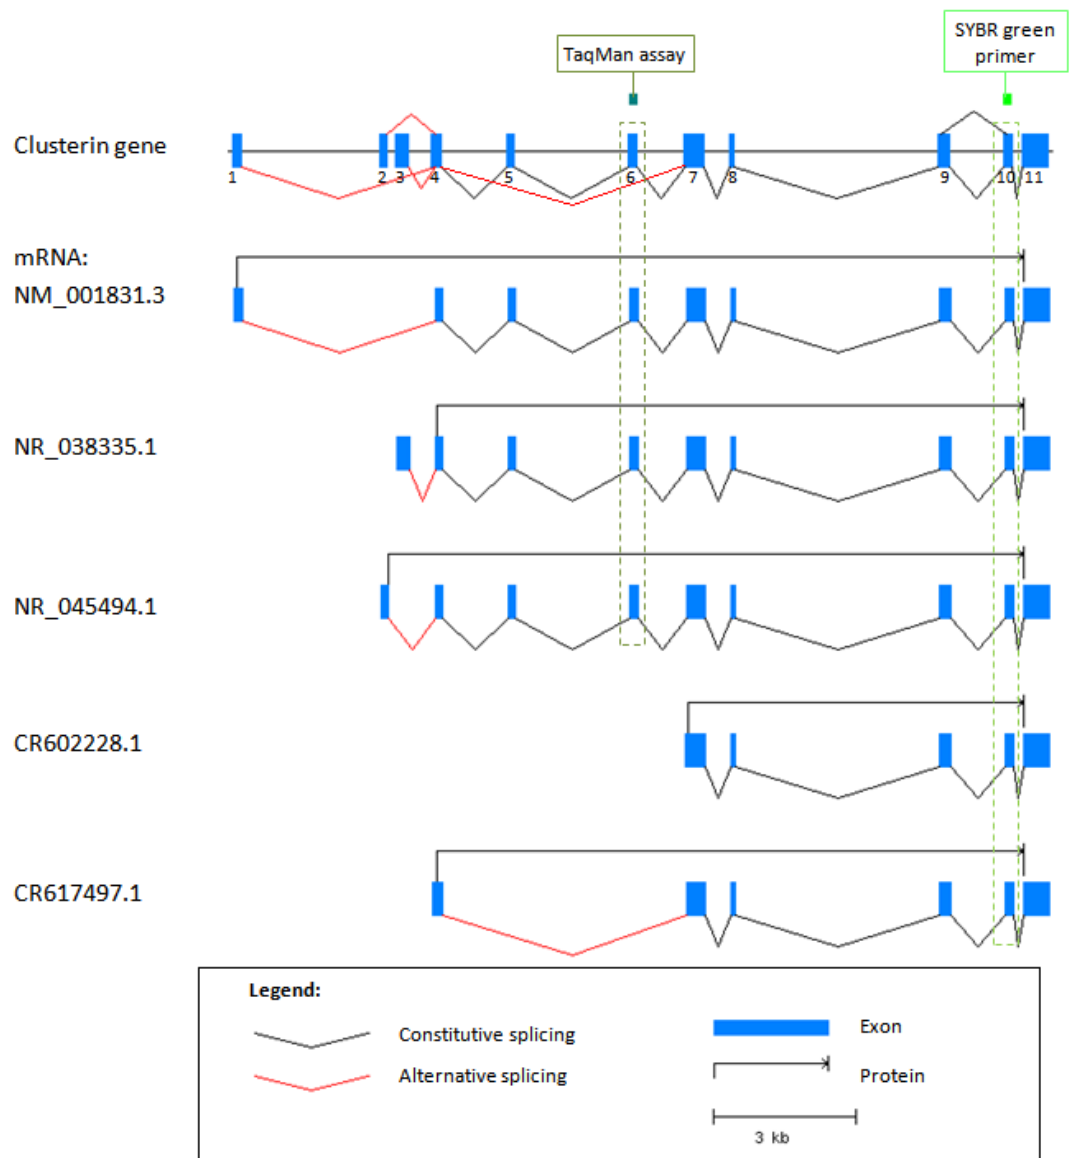 TaqMan assay
SYBR green
primer
Clusterin gene
1 2 3 4 5 6 7 8 9 10 11
mRNA:
NM_001831.3
NR_038335.1
NR_045494.1
CR602228.1
CR617497.1
Legend:
Constitutive splicing
Exon
Alternative splicing
Protein
3 kb